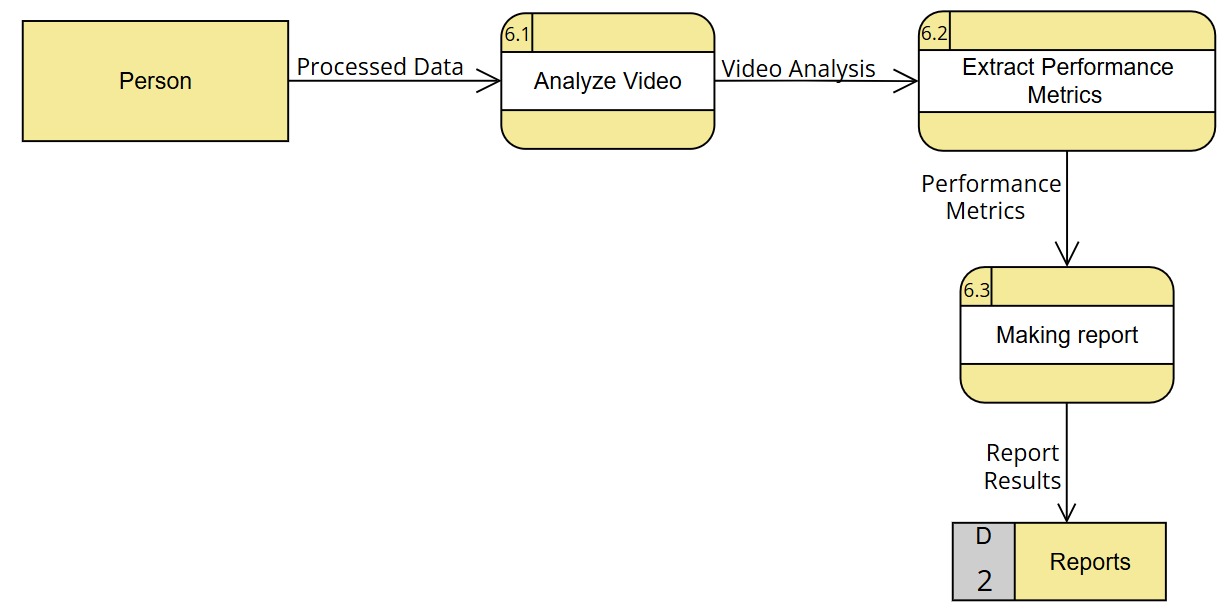 6.1
6.2
Person
Processed Data
Analyze Video
Video Analysis
Extract Performance
Metrics
Performance
Metrics
6.3
Making report
Report
Results
D
2
Reports